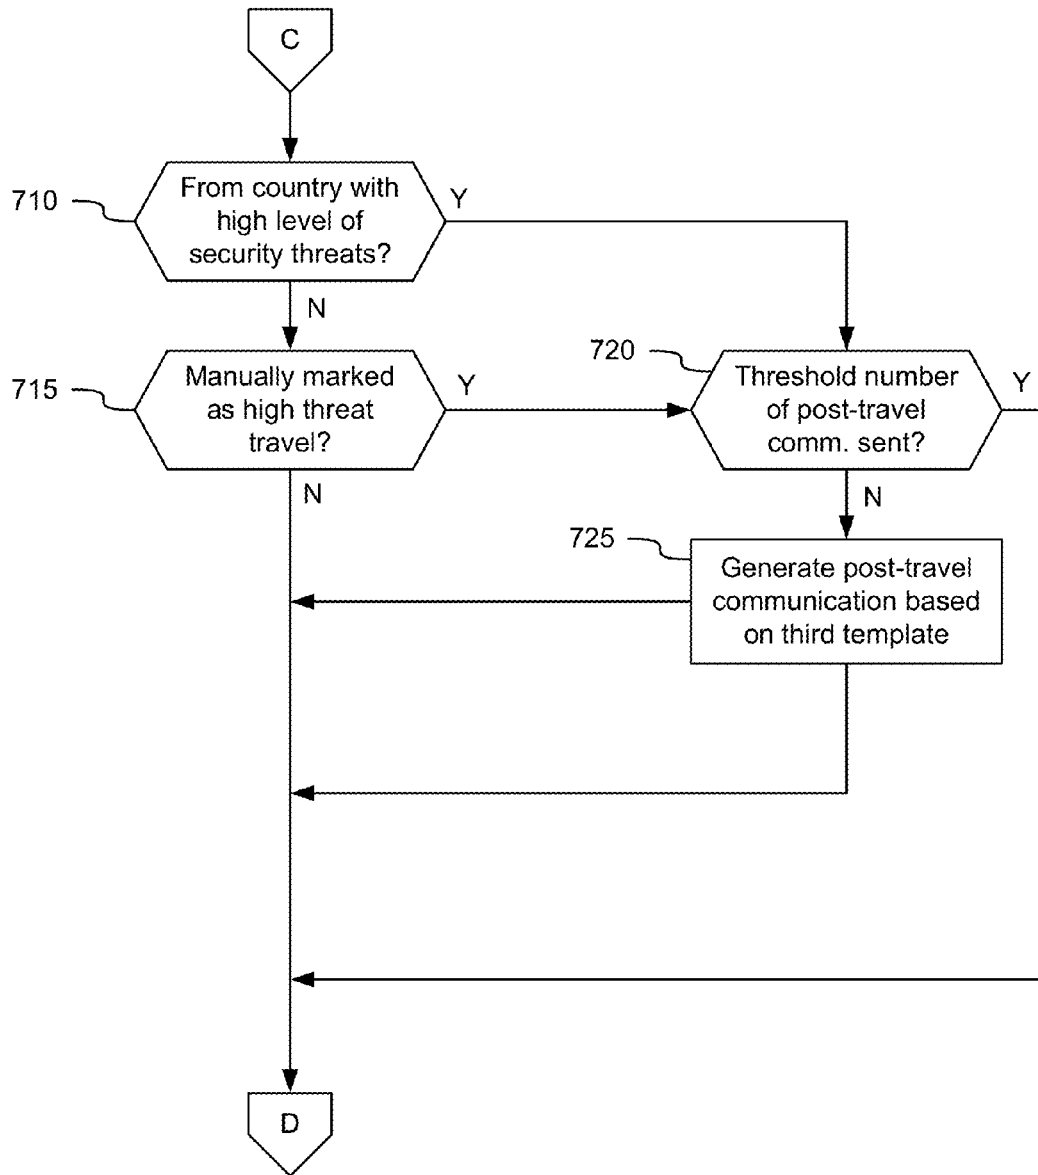 C
710
From country with
high level of
security threats?
Y
N
715
Manually marked
as high threat
travel?
Y
N
720
Threshold number
of post-travel
comm. sent?
Y
N
725
Generate post-travel
communication based
on third template
D